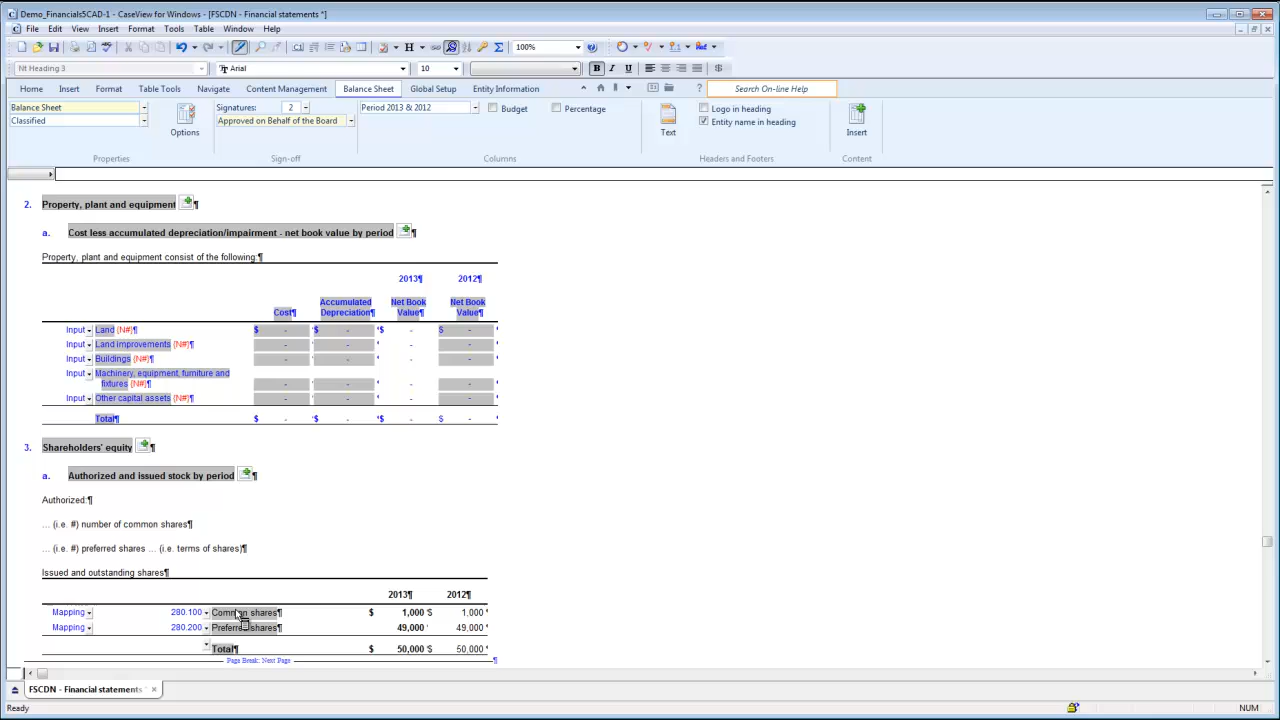 Demo_Financials5CAD-1 - CaseView for Windows - [FSCDN - Financial statements *]
File Edit View Insert Format Tools Table Window Help
H 100%
Nt Heading 3 Arial 10 B I U
Home Insert Format Table Tools Navigate Content Management Balance Sheet Global Setup Entity Information Search On-line Help
Balance Sheet Signatures: 2 Period 2013 & 2012 Budget Percentage Logo in heading
Classified Options Approved on Behalf of the Board Text Entity name in heading Insert
Properties Sign-off Columns Headers and Footers Content
2. Property, plant and equipment ¶
a. Cost less accumulated depreciation/impairment - net book value by period ¶
Property, plant and equipment consist of the following:¶
2013¶ 2012¶
Accumulated Net Book Net Book
Cost¶ Depreciation¶ Value¶ Value¶
Input Land {N#}¶ $ - $ - $ - $ -
Input Land improvements {N#}¶ - - - -
Input Buildings {N#}¶ - - - -
Input Machinery, equipment, furniture and
fixtures {N#}¶ - - - -
Input Other capital assets {N#}¶ - - - -
Total¶ $ - $ - $ - $ -
3. Shareholders' equity ¶
a. Authorized and issued stock by period ¶
Authorized:¶
... (i.e. #) number of common shares¶
... (i.e. #) preferred shares ... (i.e. terms of shares)¶
Issued and outstanding shares¶
2013¶ 2012¶
Mapping 280.100 Common shares¶ $ 1,000 $ 1,000
Mapping 280.200 Preferred shares¶ 49,000 49,000
Total¶ $ 50,000 $ 50,000
Page Break: Next Page ¶
FSCDN - Financial statements *
Ready NUM